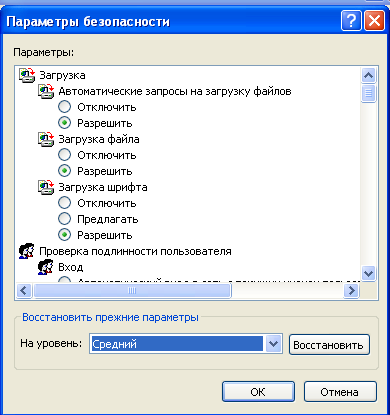 Параметры безопасности
Параметры:
Загрузка
Автоматические запросы на загрузку файлов
Отключить
Разрешить
Загрузка файла
Отключить
Разрешить
Загрузка шрифта
Отключить
Предлагать
Разрешить
Проверка подлинности пользователя
Вход
Восстановить прежние параметры
На уровень: Средний Восстановить
ОК Отмена